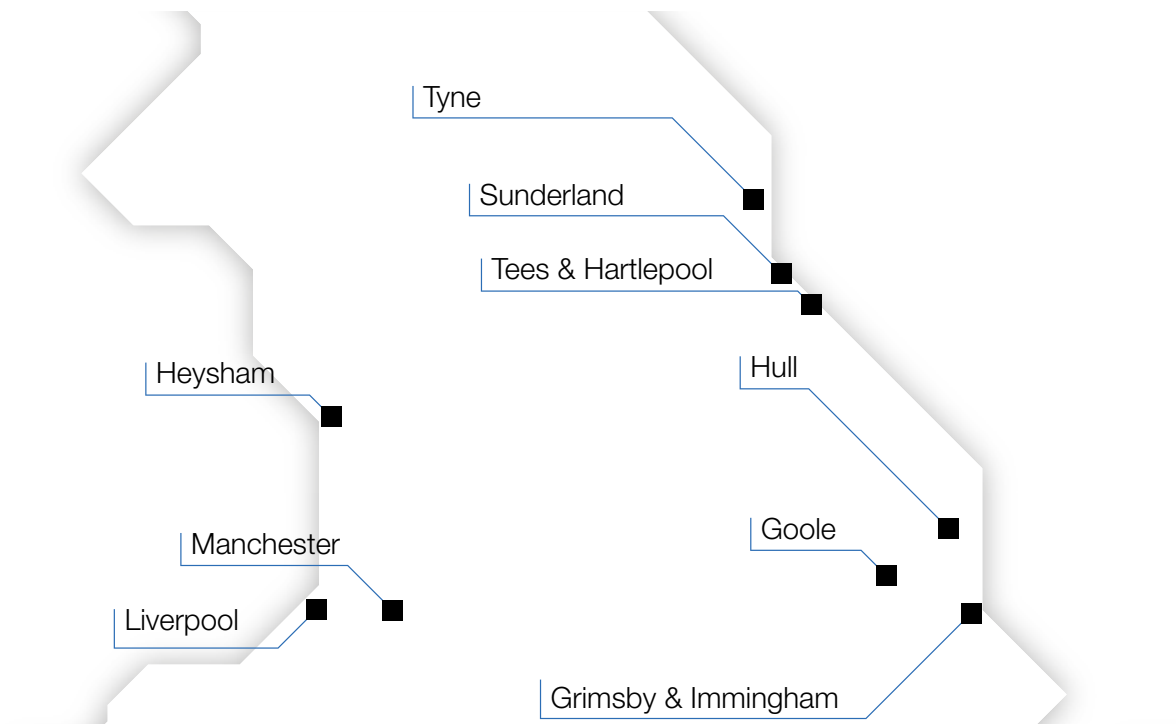 Tyne
Sunderland
Tees & Hartlepool
Hull
Heysham
Goole
Manchester
Liverpool
Grimsby & Immingham